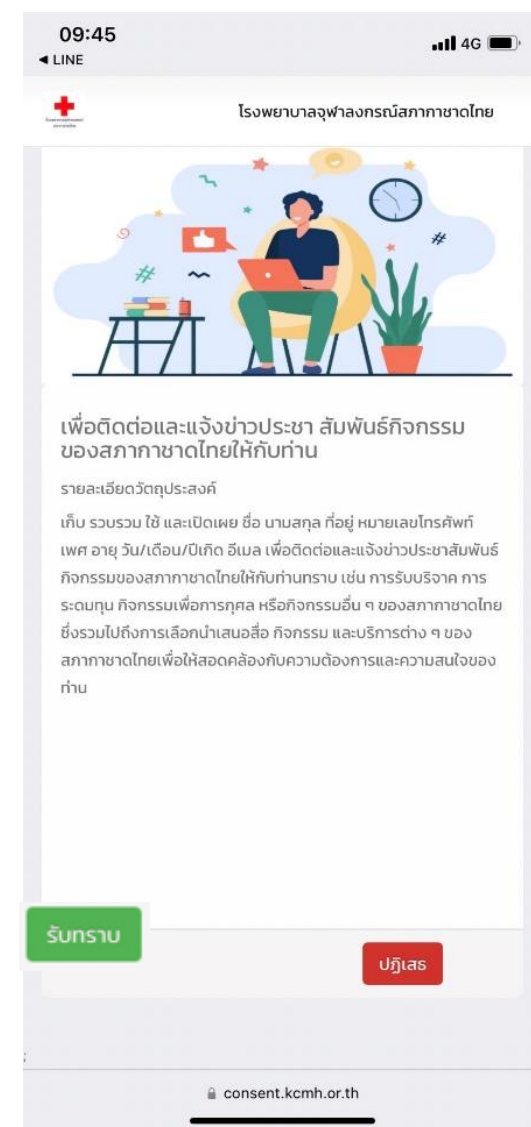 09:45
4G
◀ LINE
โรงพยาบาลจุฬาลงกรณ์สภากาชาดไทย
เพื่อติดต่อและแจ้งข่าวประชา สัมพันธ์กิจกรรม
ของสภากาชาดไทยให้กับท่าน
รายละเอียดวัตถุประสงค์
เก็บ รวบรวม ใช้ และเปิดเผย ชื่อ นามสกุล ที่อยู่ หมายเลขโทรศัพท์
เพศ อายุ วัน/เดือน/ปีเกิด อีเมล เพื่อติดต่อและแจ้งข่าวประชาสัมพันธ์
กิจกรรมของสภากาชาดไทยให้กับท่านทราบ เช่น การรับบริจาค การ
ระดมทุน กิจกรรมเพื่อการกุศล หรือกิจกรรมอื่น ๆ ของสภากาชาดไทย
ซึ่งรวมไปถึงการเลือกนำเสนอสื่อ กิจกรรม และบริการต่าง ๆ ของ
สภากาชาดไทยเพื่อให้สอดคล้องกับความต้องการและความสนใจของ
ท่าน
รับทราบ
ปฏิเสธ
consent.kcmh.or.th